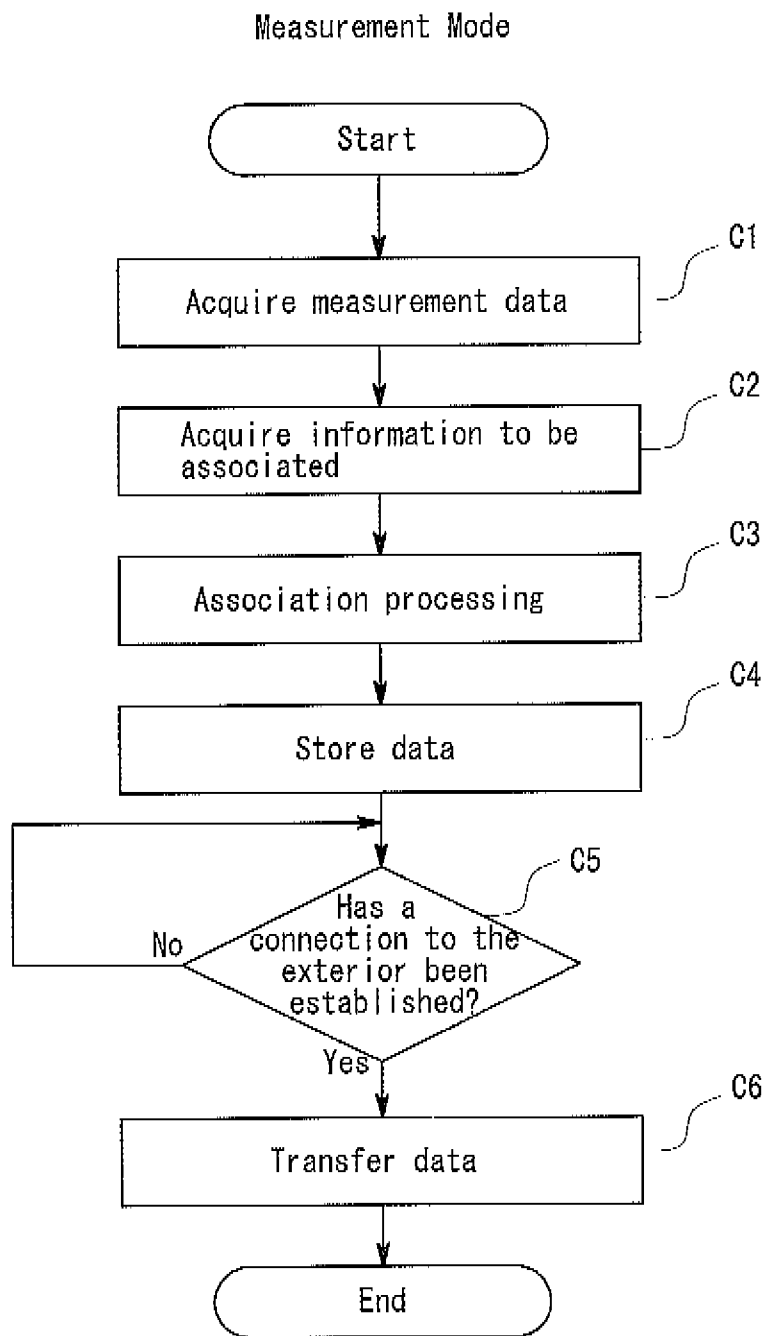 Measurement Mode
Start
C1
Acquire measurement data
C2
Acquire information to be
associated
C3
Association processing
C4
Store data
C5
Has a
connection to the
exterior been
established?
No
Yes
C6
Transfer data
End